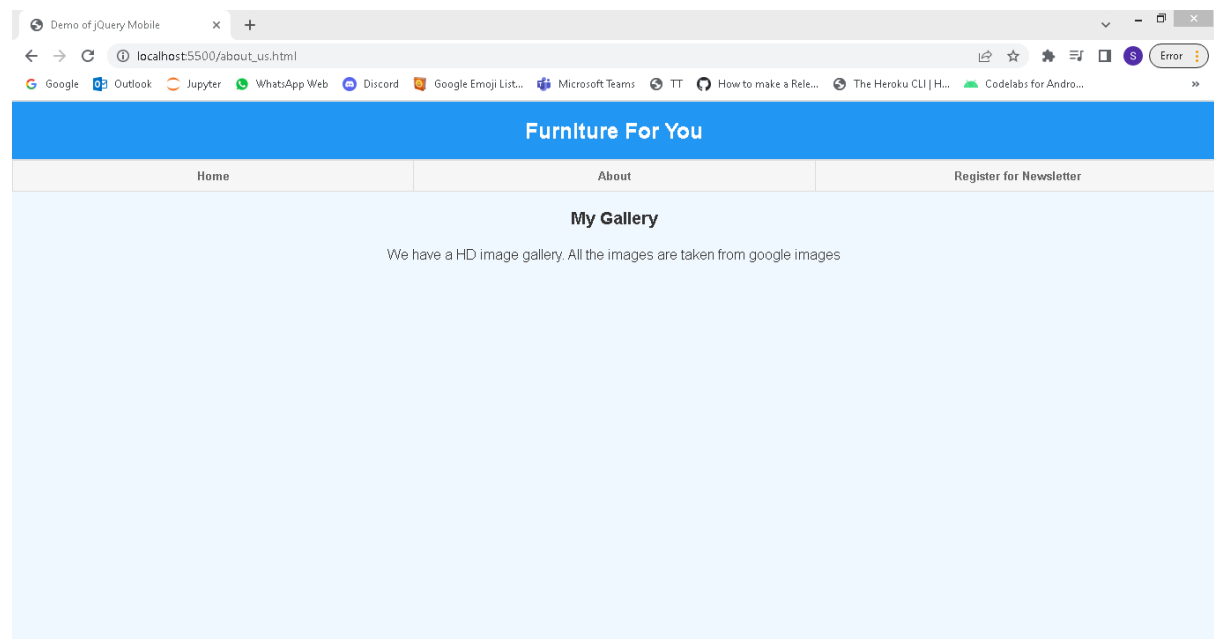 Demo of jQuery Mobile
localhost:5500/about_us.html
S Error
Google Outlook Jupyter WhatsApp Web Discord Google Emoji List... Microsoft Teams TT How to make a Rele... The Heroku CLI | H... Codelabs for Andro... »
Furniture For You
Home About Register for Newsletter
My Gallery
We have a HD image gallery. All the images are taken from google images